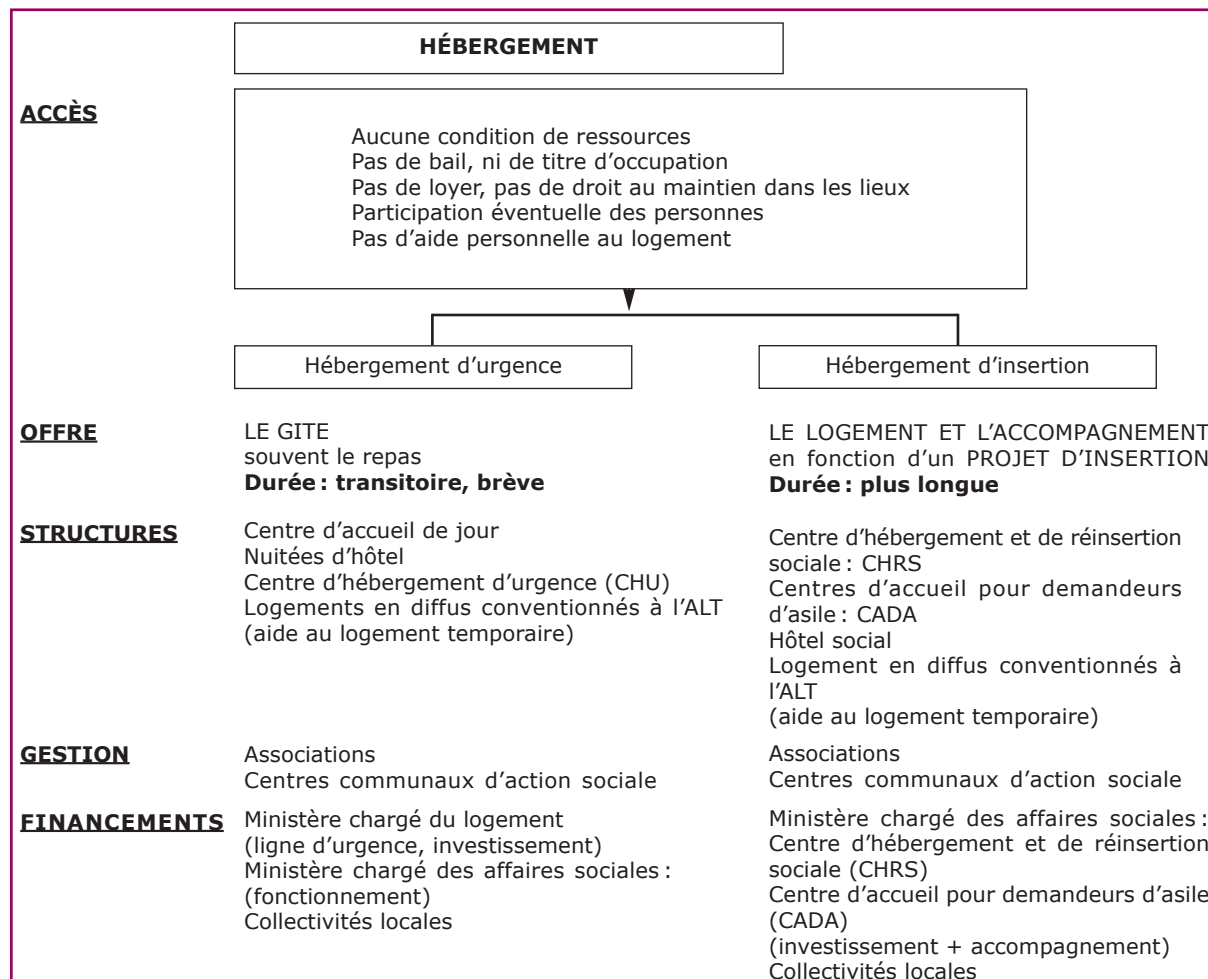 HÉBERGEMENT
ACCÈS
Aucune condition de ressources
Pas de bail, ni de titre d’occupation
Pas de loyer, pas de droit au maintien dans les lieux
Participation éventuelle des personnes
Pas d’aide personnelle au logement
Hébergement d’urgence
Hébergement d’insertion
OFFRE
LE GITE
souvent le repas
Durée : transitoire, brève
LE LOGEMENT ET L’ACCOMPAGNEMENT
en fonction d’un PROJET D’INSERTION
Durée : plus longue
STRUCTURES
Centre d’accueil de jour
Nuitées d’hôtel
Centre d’hébergement d’urgence (CHU)
Logements en diffus conventionnés à l’ALT
(aide au logement temporaire)
Centre d’hébergement et de réinsertion
sociale : CHRS
Centres d’accueil pour demandeurs
d’asile : CADA
Hôtel social
Logement en diffus conventionnés à
l’ALT
(aide au logement temporaire)
GESTION
Associations
Centres communaux d’action sociale
Associations
Centres communaux d’action sociale
FINANCEMENTS
Ministère chargé du logement
(ligne d’urgence, investissement)
Ministère chargé des affaires sociales :
(fonctionnement)
Collectivités locales
Ministère chargé des affaires sociales :
Centre d’hébergement et de réinsertion
sociale (CHRS)
Centre d’accueil pour demandeurs d’asile
(CADA)
(investissement + accompagnement)
Collectivités locales